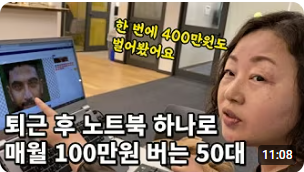 한 번에 400만원도
벌어봤어요
퇴근 후 노트북 하나로
매월 100만원 버는 50대
11:08